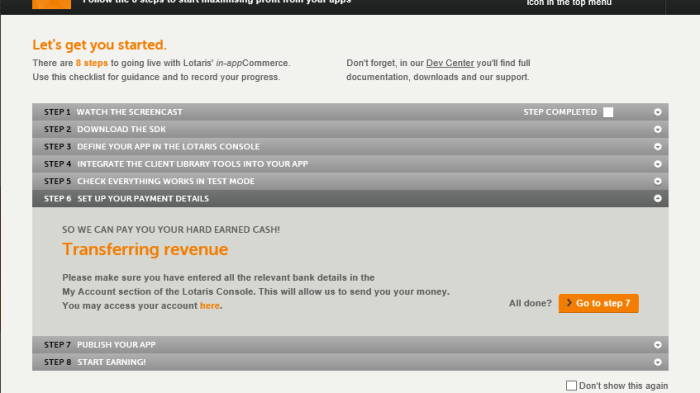 Follow the 8 steps to start maximising profit from your apps
icon in the top menu
Let's get you started.
There are 8 steps to going live with Lotaris' in-appCommerce.
Use this checklist for guidance and to record your progress.
Don't forget, in our Dev Center you'll find full
documentation, downloads and our support.
STEP 1 WATCH THE SCREENCAST STEP COMPLETED
STEP 2 DOWNLOAD THE SDK
STEP 3 DEFINE YOUR APP IN THE LOTARIS CONSOLE
STEP 4 INTEGRATE THE CLIENT LIBRARY TOOLS INTO YOUR APP
STEP 5 CHECK EVERYTHING WORKS IN TEST MODE
STEP 6 SET UP YOUR PAYMENT DETAILS
SO WE CAN PAY YOU YOUR HARD EARNED CASH!
Transferring revenue
Please make sure you have entered all the relevant bank details in the
My Account section of the Lotaris Console. This will allow us to send you your money.
You may access your account here.
All done? Go to step 7
STEP 7 PUBLISH YOUR APP
STEP 8 START EARNING!
Don't show this again